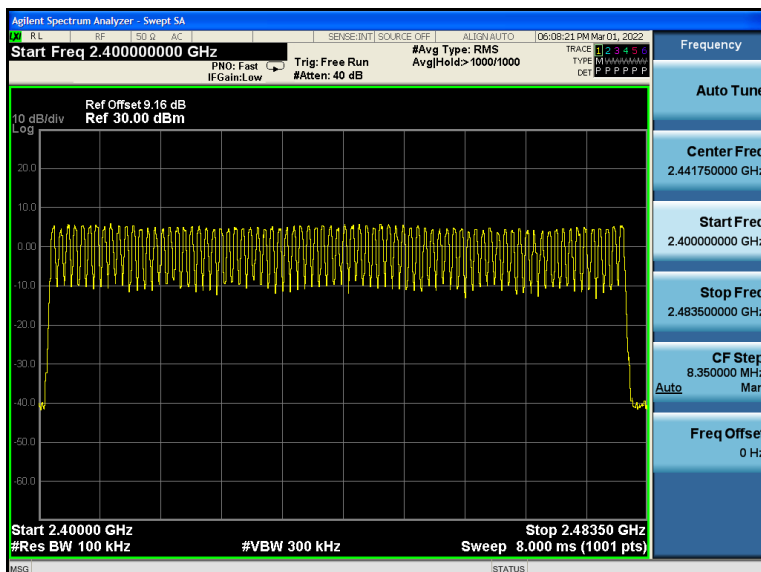 Agilent Spectrum Analyzer - Swept SA
LXI RL RF 50 Ω AC SENSE:INT SOURCE OFF ALIGNAUTO 06:08:21 PM Mar 01, 2022
Start Freq 2.400000000 GHz
PNO: Fast
IFGain:Low
Trig: Free Run
#Atten: 40 dB
#Avg Type: RMS
Avg|Hold:>1000/1000
TRACE 1 2 3 4 5 6
TYPE MWWWWW
DET P P P P P P
Ref Offset 9.16 dB
10 dB/div Ref 30.00 dBm
Log
20.0
10.0
0.00
-10.0
-20.0
-30.0
-40.0
-50.0
-60.0
Start 2.40000 GHz Stop 2.48350 GHz
#Res BW 100 kHz #VBW 300 kHz Sweep 8.000 ms (1001 pts)
MSG STATUS
Frequency
Auto Tune
Center Freq
2.441750000 GHz
Start Freq
2.400000000 GHz
Stop Freq
2.483500000 GHz
CF Step
8.350000 MHz
Auto Man
Freq Offset
0 Hz